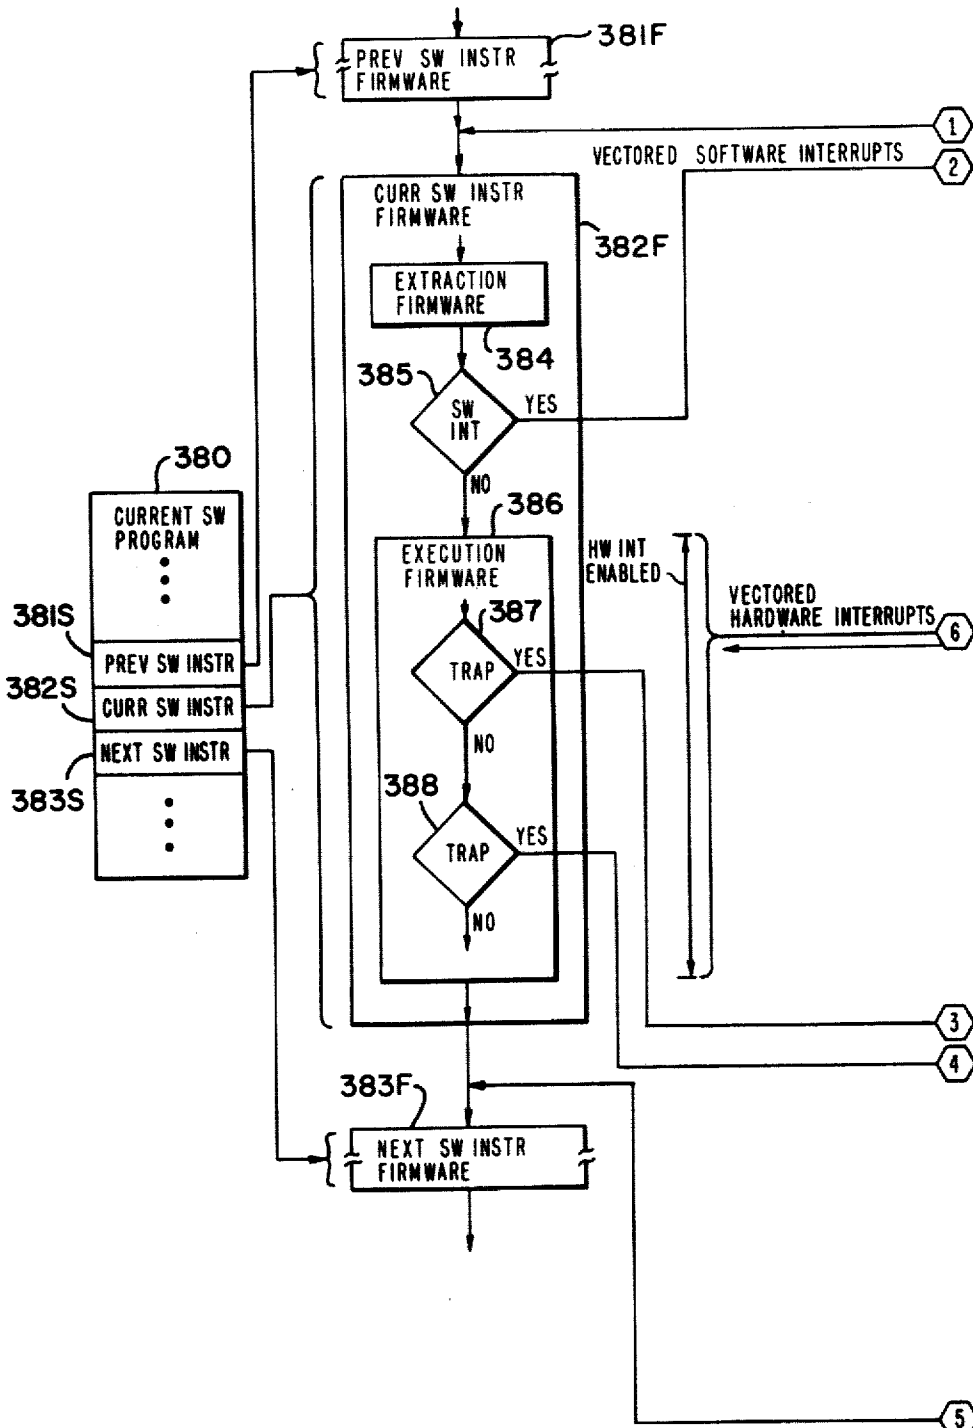 381F
PREV SW INSTR
FIRMWARE
1
VECTORED SOFTWARE INTERRUPTS
2
CURR SW INSTR
FIRMWARE
382F
EXTRACTION
FIRMWARE
384
385
SW
INT
YES
NO
380
CURRENT SW
PROGRAM
386
EXECUTION
FIRMWARE
HW INT
ENABLED
VECTORED
HARDWARE INTERRUPTS
6
387
TRAP
YES
NO
381S
PREV SW INSTR
382S
CURR SW INSTR
NEXT SW INSTR
383S
388
TRAP
YES
NO
3
4
383F
NEXT SW INSTR
FIRMWARE
5